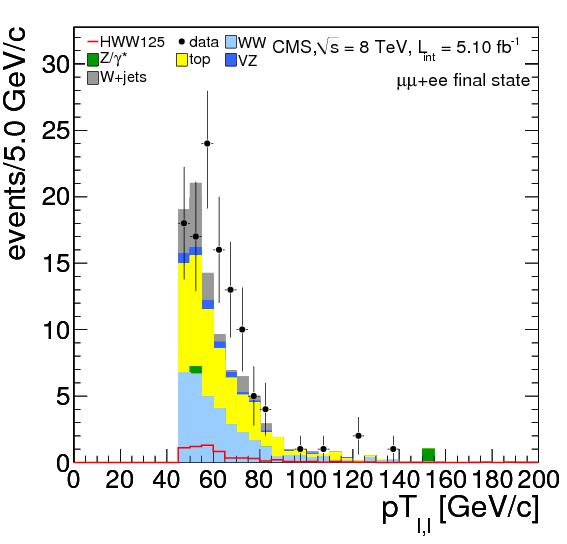 HWW125 data WW CMS,√s = 8 TeV, L_int = 5.10 fb⁻¹
Z/γ* top VZ
W+jets μμ+ee final state
events/5.0 GeV/c
30
25
20
15
10
5
0
0 20 40 60 80 100 120 140 160 180 200
pT_l,l [GeV/c]